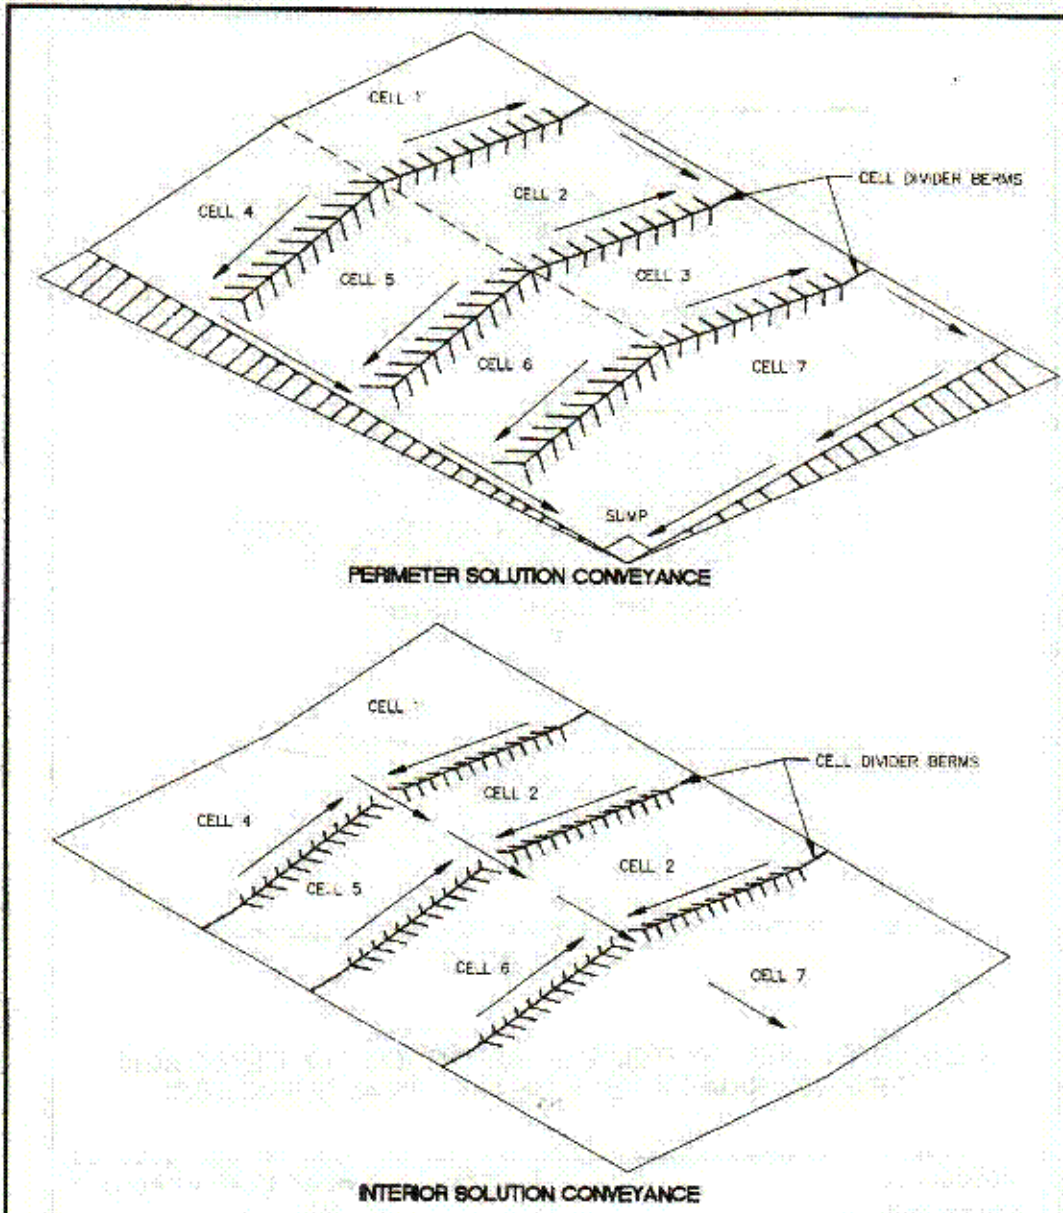 CELL 1
CELL 2
CELL DIVIDER BERMS
CELL 4
CELL 5
CELL 3
CELL 6
CELL 7
SUMP
PERIMETER SOLUTION CONVEYANCE
CELL 1
CELL DIVIDER BERMS
CELL 2
CELL 4
CELL 2
CELL 5
CELL 6
CELL 7
INTERIOR SOLUTION CONVEYANCE